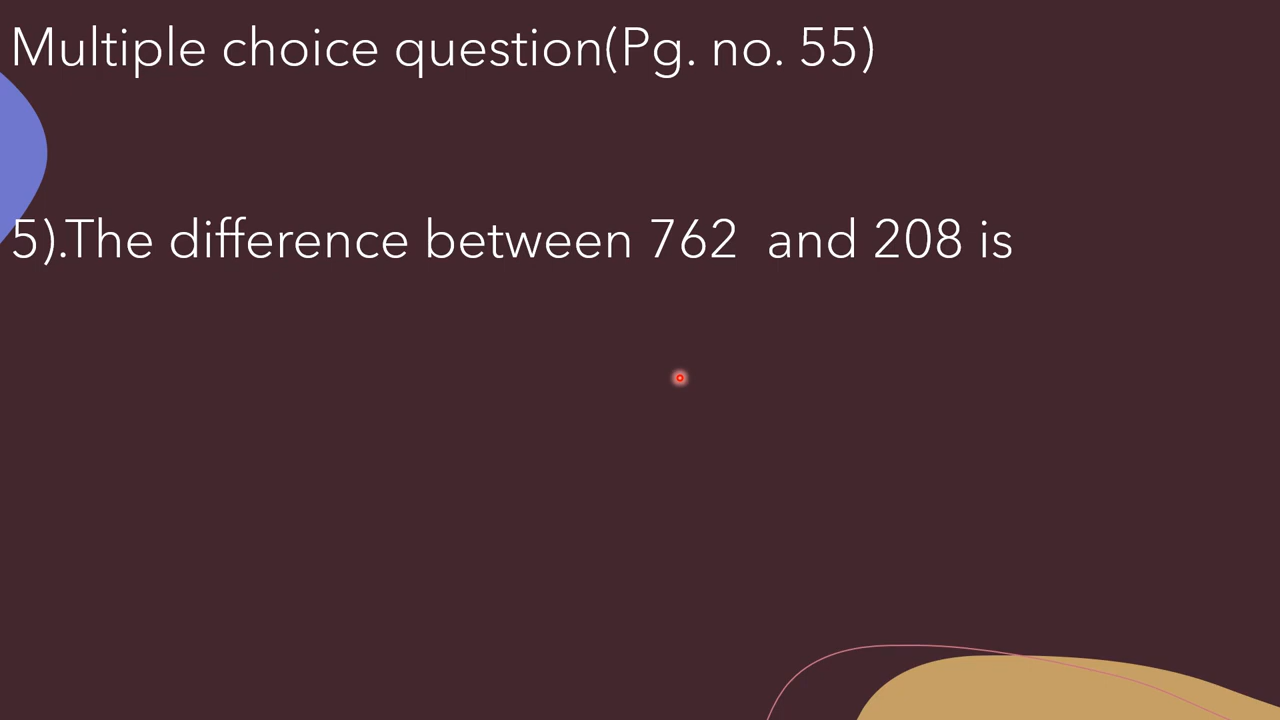 Multiple choice question(Pg. no. 55)
5).The difference between 762  and 208 is